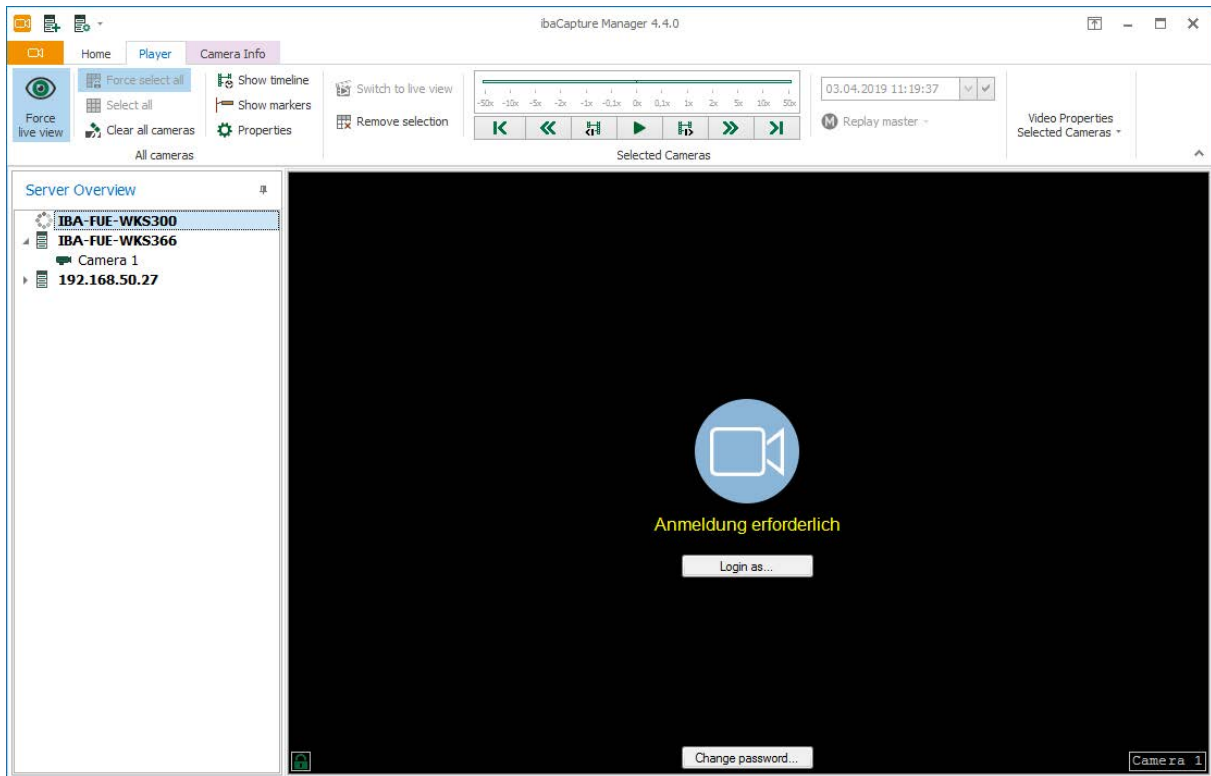 ibaCapture Manager 4.4.0
Home Player Camera Info
Force live view
Force select all
Select all
Clear all cameras
Show timeline
Show markers
Properties
All cameras
Switch to live view
Remove selection
-50x -10x -5x -2x -1x -0,1x 0x 0,1x 1x 2x 5x 10x 50x
Selected Cameras
03.04.2019 11:19:37
M Replay master
Video Properties
Selected Cameras
Server Overview
IBA-FUE-WKS300
IBA-FUE-WKS366
Camera 1
192.168.50.27
Anmeldung erforderlich
Login as...
Change password...
Camera 1